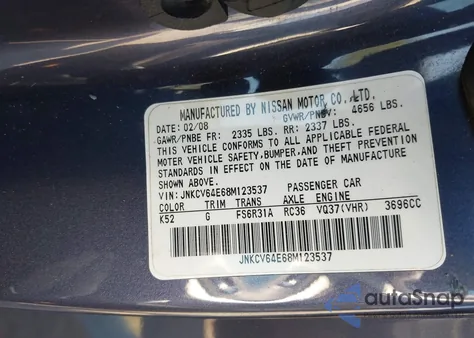 MANUFACTURED BY NISSAN MOTOR CO., LTD.
DATE: 02/08 GVWR/PNBV: 4656 LBS.
GAWR/PNBE FR: 2335 LBS. RR: 2337 LBS.
THIS VEHICLE CONFORMS TO ALL APPLICABLE FEDERAL
MOTOR VEHICLE SAFETY, BUMPER, AND THEFT PREVENTION
STANDARDS IN EFFECT ON THE DATE OF MANUFACTURE
SHOWN ABOVE.
VIN: JNKCV64E68M123537 PASSENGER CAR
COLOR TRIM TRANS AXLE ENGINE
K52 G FS6R31A RC36 VQ37(VHR) 3696CC
JNKCV64E68M123537
autoSnap